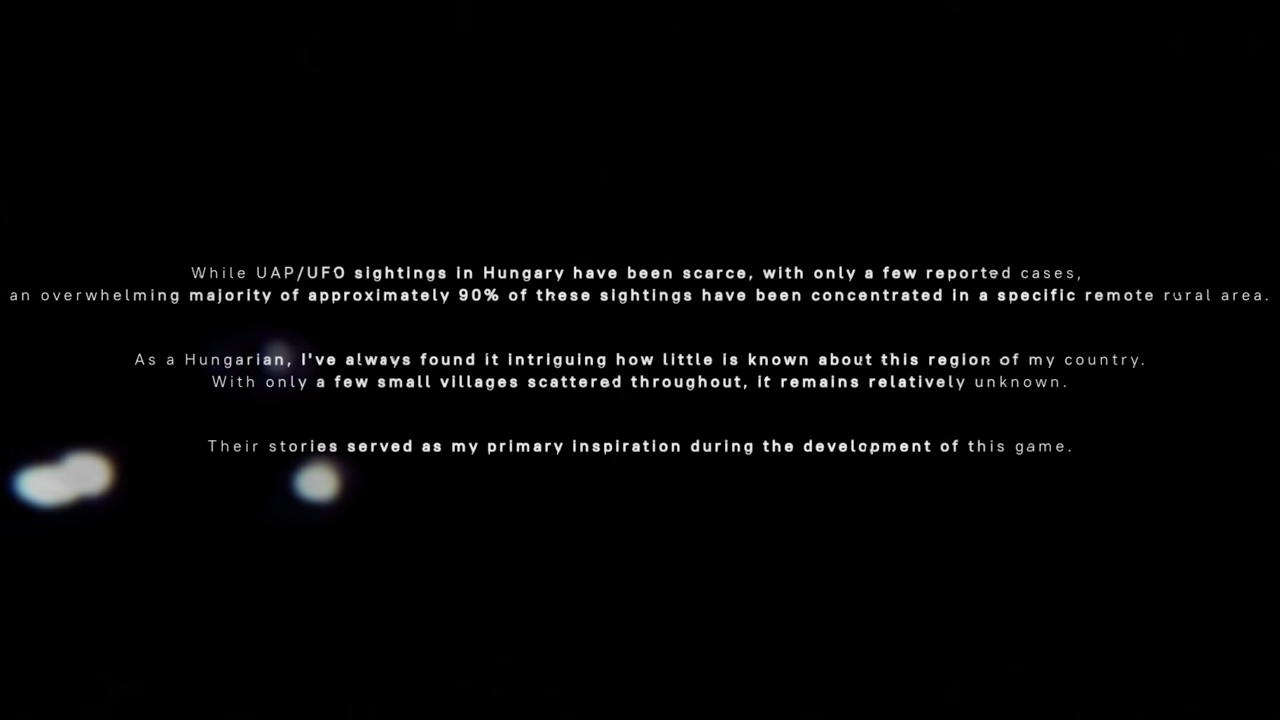 While UAP/UFO sightings in Hungary have been scarce, with only a few reported cases,
an overwhelming majority of approximately 90% of these sightings have been concentrated in a specific remote rural area.
As a Hungarian, I've always found it intriguing how little is known about this region of my country.
With only a few small villages scattered throughout, it remains relatively unknown.
Their stories served as my primary inspiration during the development of this game.